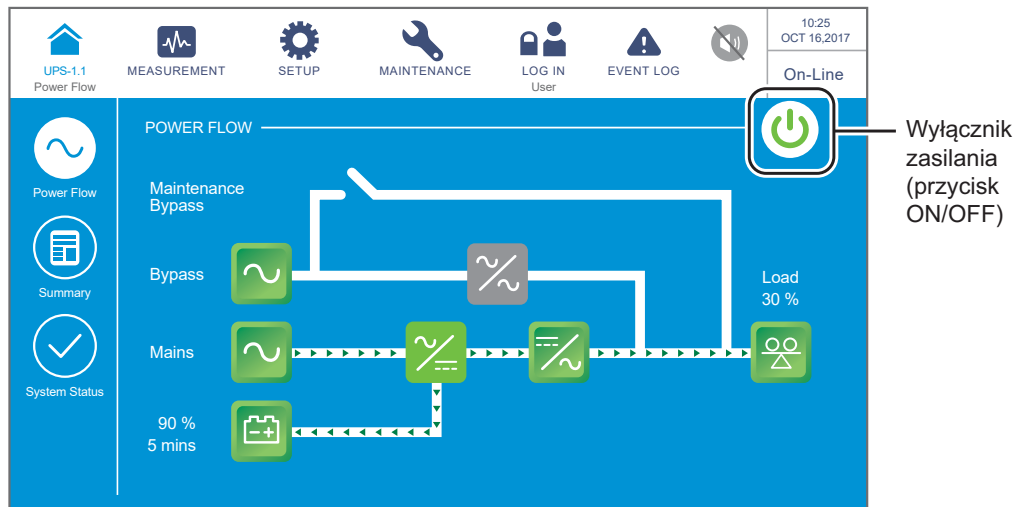 UPS-1.1
Power Flow
MEASUREMENT
SETUP
MAINTENANCE
LOG IN
User
EVENT LOG
10:25
OCT 16,2017
On-Line
Power Flow
Summary
System Status
POWER FLOW
Maintenance
Bypass
Bypass
Mains
90 %
5 mins
Load
30 %
Wyłącznik
zasilania
(przycisk
ON/OFF)